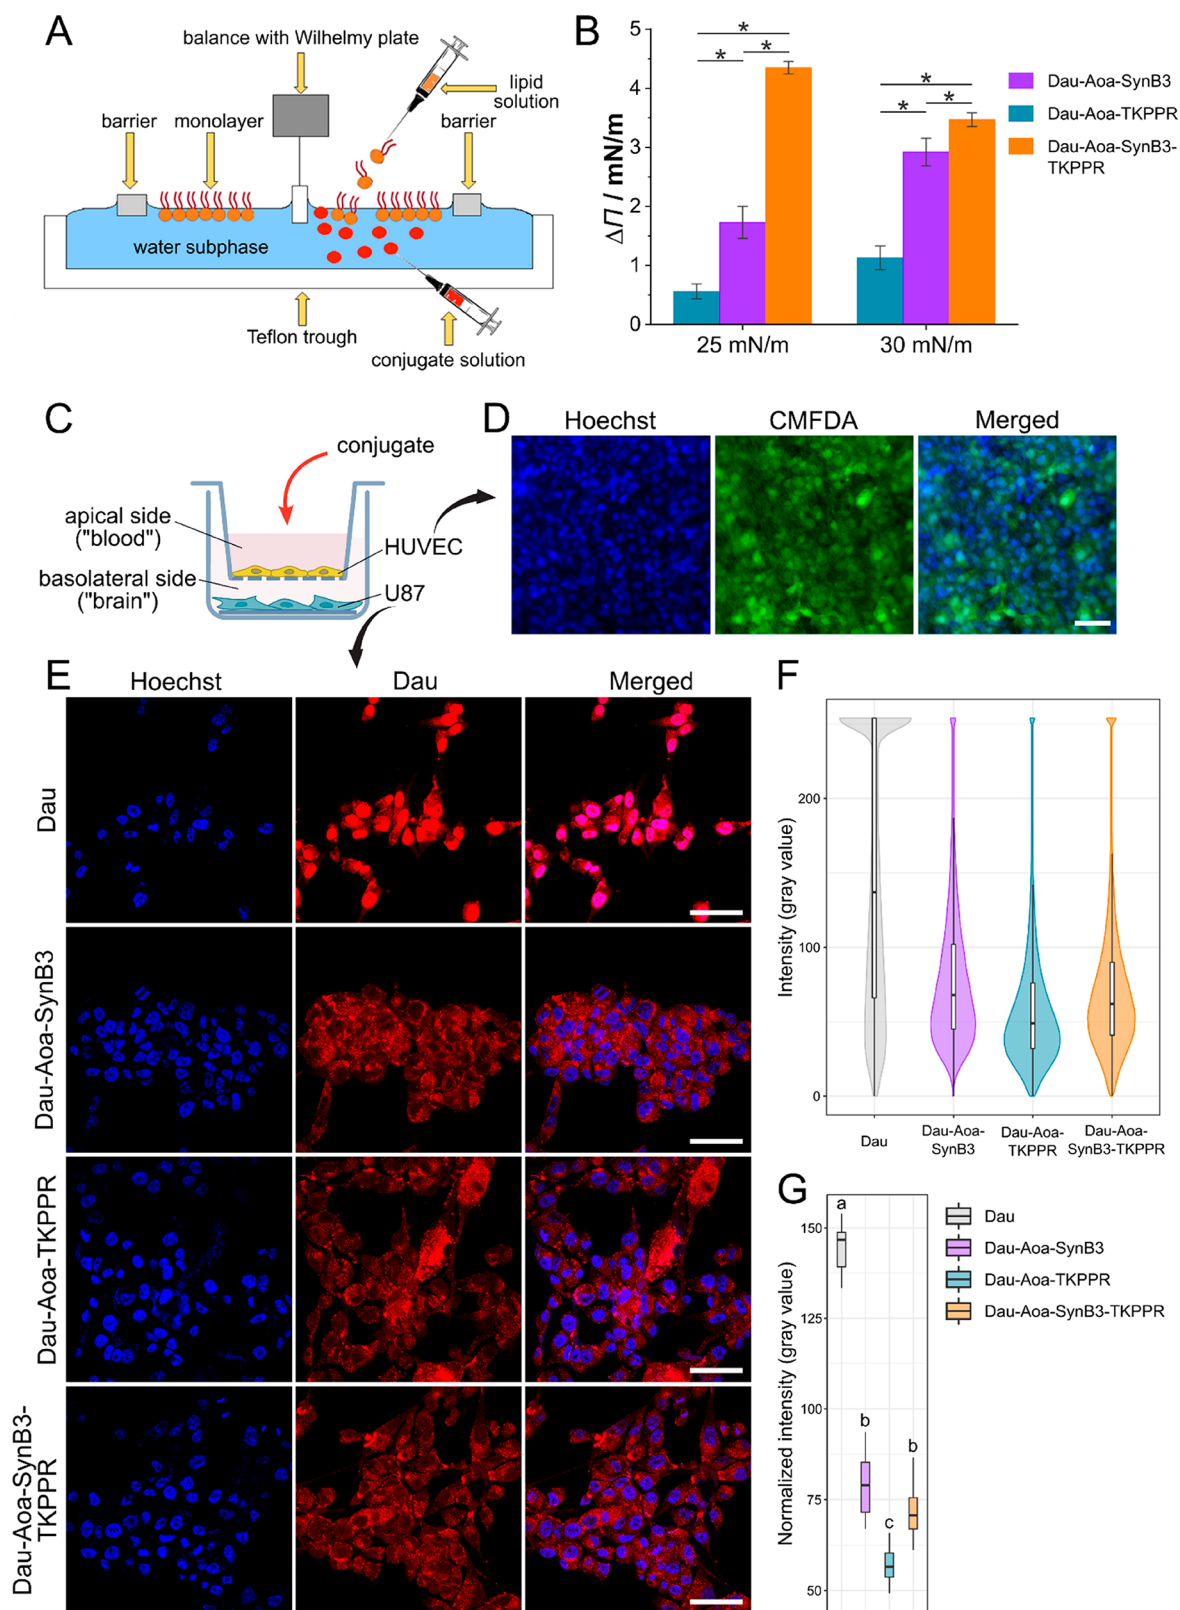 A
balance with Wilhelmy plate
lipid
solution
barrier
monolayer
barrier
water subphase
Teflon trough
conjugate solution
B
ΔΠ / mN/m
5
4
3
2
1
0
* * *
* * *
25 mN/m
30 mN/m
Dau-Aoa-SynB3
Dau-Aoa-TKPPR
Dau-Aoa-SynB3-
TKPPR
C
conjugate
apical side
("blood")
HUVEC
basolateral side
("brain")
U87
D
Hoechst
CMFDA
Merged
E
Hoechst
Dau
Merged
Dau
Dau-Aoa-SynB3
Dau-Aoa-TKPPR
Dau-Aoa-SynB3-
TKPPR
F
Intensity (gray value)
200
100
0
Dau
Dau-Aoa-
SynB3
Dau-Aoa-
TKPPR
Dau-Aoa-
SynB3-TKPPR
G
Normalized intensity (gray value)
150
125
100
75
50
a
b
c
b
Dau
Dau-Aoa-SynB3
Dau-Aoa-TKPPR
Dau-Aoa-SynB3-TKPPR